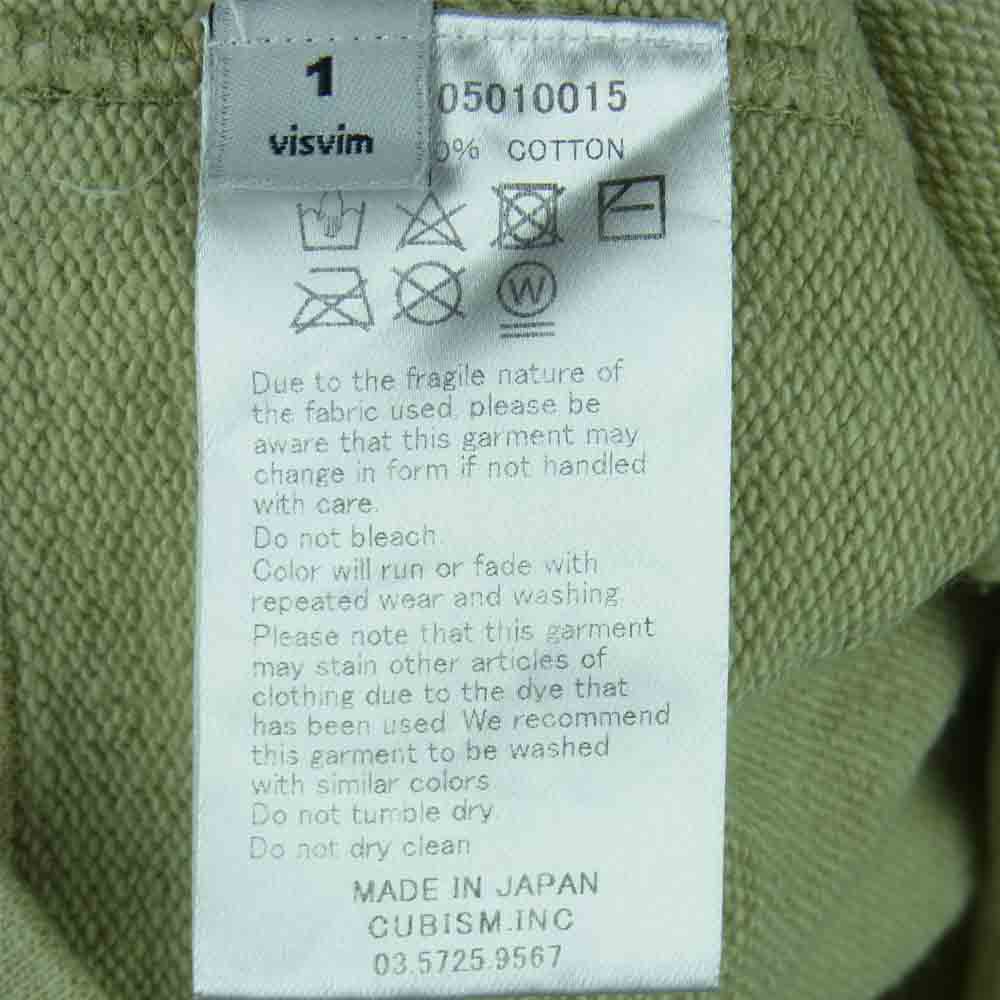 1
visvim
05010015
0% COTTON
W
Due to the fragile nature of
the fabric used, please be
aware that this garment may
change in form if not handled
with care.
Do not bleach.
Color will run or fade with
repeated wear and washing.
Please note that this garment
may stain other articles of
clothing due to the dye that
has been used. We recommend
this garment to be washed
with similar colors.
Do not tumble dry.
Do not dry clean
MADE IN JAPAN
CUBISM.INC
03.5725.9567